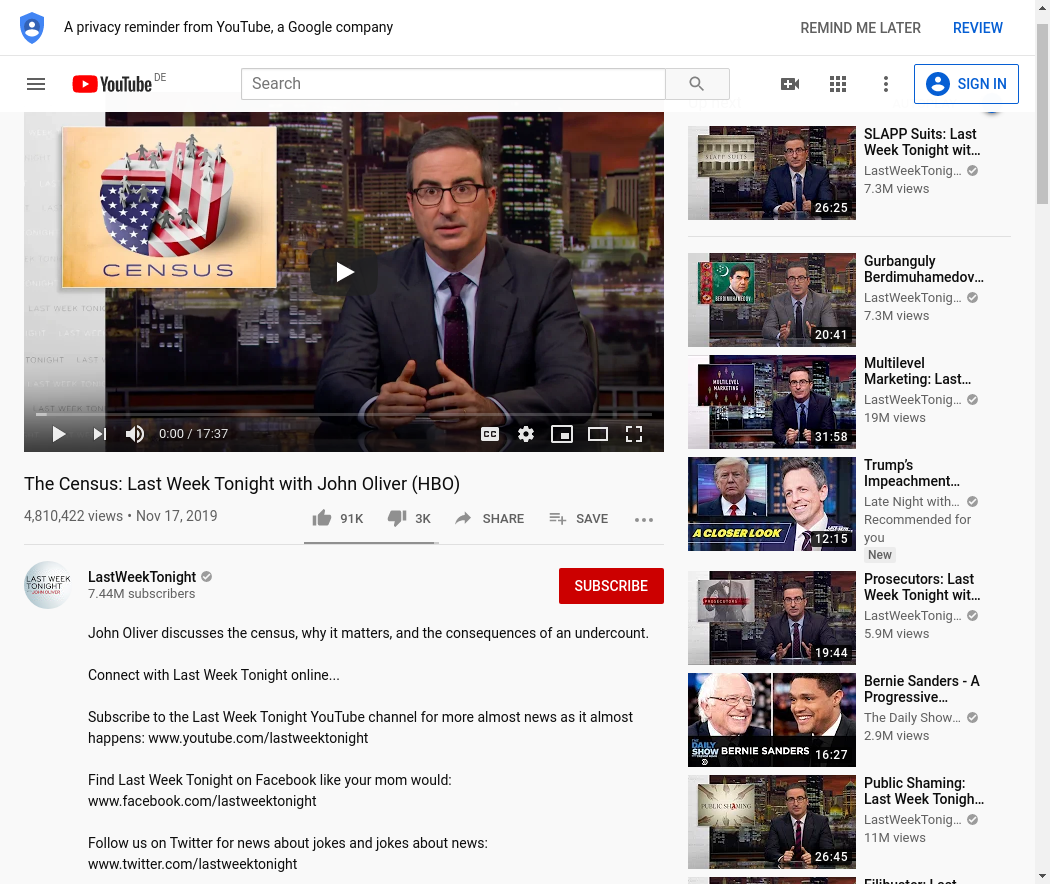 A privacy reminder from YouTube, a Google company
REMIND ME LATER
REVIEW
YouTube DE
Search
SIGN IN
CENSUS
LAST WEEK TONIGHT
0:00 / 17:37
CC
The Census: Last Week Tonight with John Oliver (HBO)
4,810,422 views • Nov 17, 2019
91K
3K
SHARE
SAVE
LAST WEEK
TONIGHT
JOHN OLIVER
LastWeekTonight
7.44M subscribers
SUBSCRIBE
John Oliver discusses the census, why it matters, and the consequences of an undercount.
Connect with Last Week Tonight online...
Subscribe to the Last Week Tonight YouTube channel for more almost news as it almost
happens: www.youtube.com/lastweektonight
Find Last Week Tonight on Facebook like your mom would:
www.facebook.com/lastweektonight
Follow us on Twitter for news about jokes and jokes about news:
www.twitter.com/lastweektonight
SLAPP SUITS
26:25
SLAPP Suits: Last
Week Tonight wit...
LastWeekTonig...
7.3M views
BERDIMUHAMEDOV
20:41
Gurbanguly
Berdimuhamedov...
LastWeekTonig...
7.3M views
MULTILEVEL
MARKETING
31:58
Multilevel
Marketing: Last...
LastWeekTonig...
19M views
A CLOSER LOOK
12:15
Trump’s
Impeachment...
Late Night with...
Recommended for
you
New
PROSECUTORS
19:44
Prosecutors: Last
Week Tonight wit...
LastWeekTonig...
5.9M views
THE
DAILY
SHOW
BERNIE SANDERS
16:27
Bernie Sanders - A
Progressive...
The Daily Show...
2.9M views
PUBLIC SHAMING
26:45
Public Shaming:
Last Week Tonigh...
LastWeekTonig...
11M views
Filibuster: Last